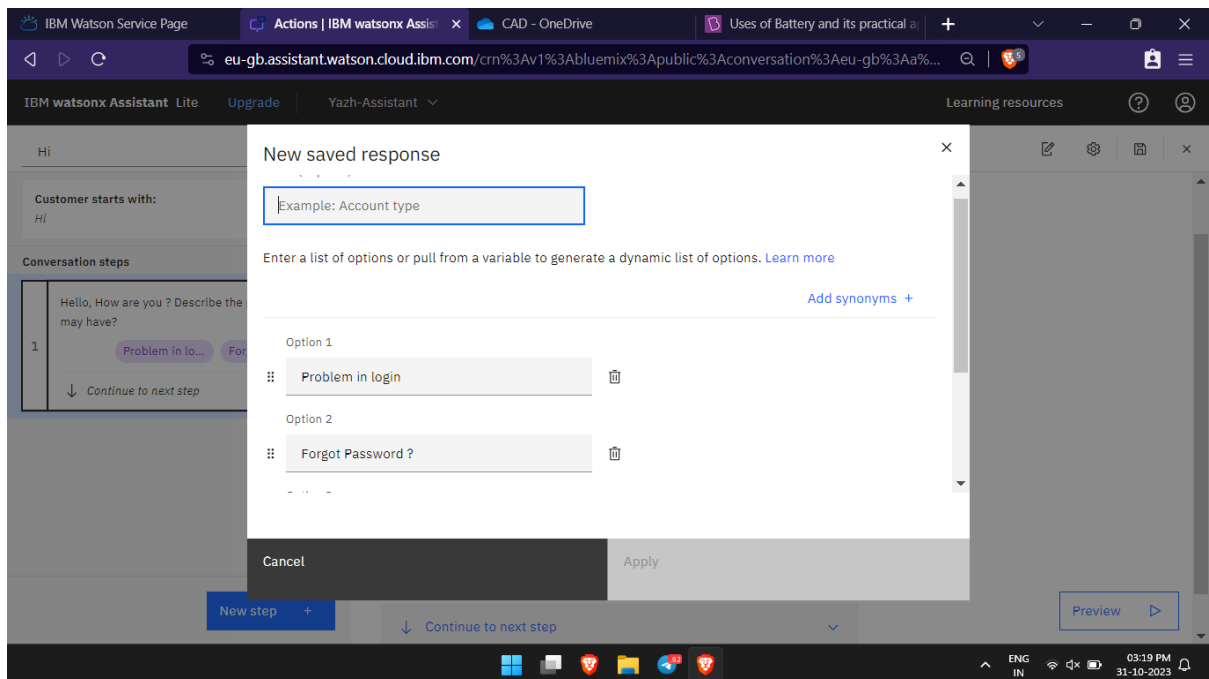 IBM Watson Service Page
Actions | IBM watsonx Assis
CAD - OneDrive
Uses of Battery and its practical a
eu-gb.assistant.watson.cloud.ibm.com/crn%3Av1%3Abluemix%3Apublic%3Aconversation%3Aeu-gb%3Aa%...
5
IBM watsonx Assistant Lite
Upgrade
Yazh-Assistant
Learning resources
Hi
New saved response
Customer starts with:
Hi
Example: Account type
Conversation steps
Enter a list of options or pull from a variable to generate a dynamic list of options. Learn more
Add synonyms +
Hello, How are you ? Describe the
may have?
1
Problem in lo...
For
Continue to next step
Option 1
Problem in login
Option 2
Forgot Password ?
Cancel
Apply
New step +
Continue to next step
Preview
92
ENG
IN
03:19 PM
31-10-2023